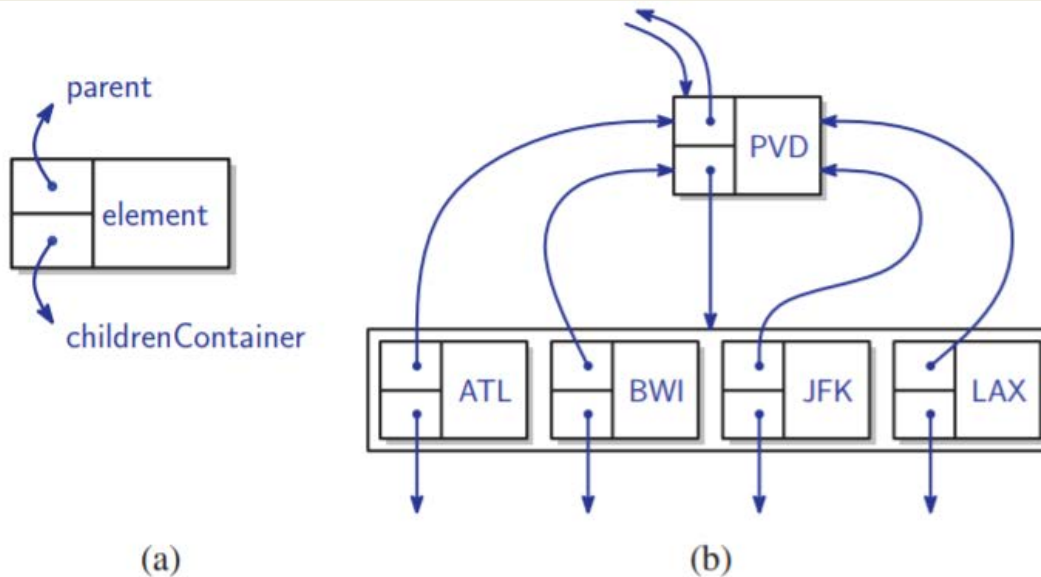 parent
element
childrenContainer
(a)
PVD
ATL
BWI
JFK
LAX
(b)